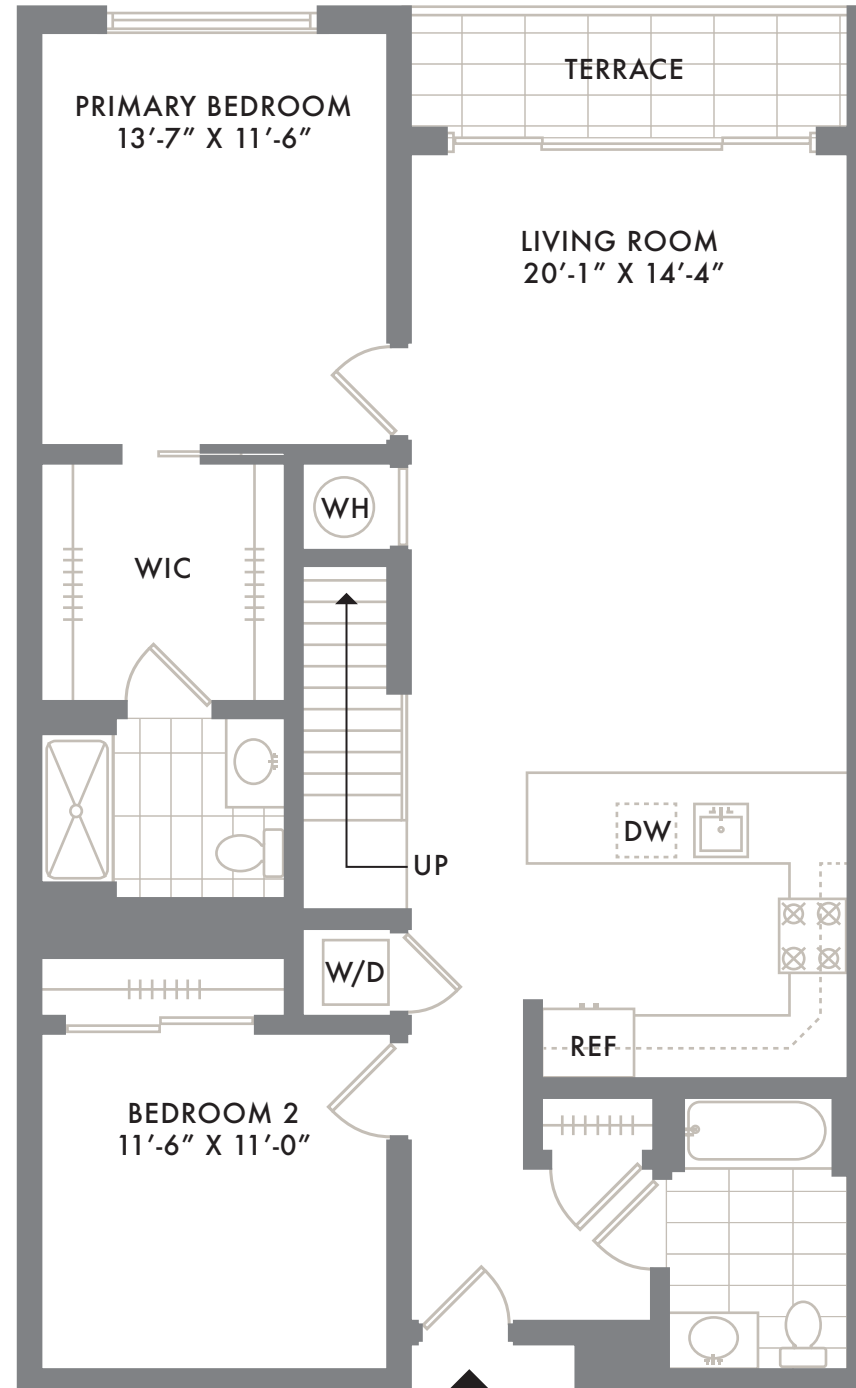 TERRACE
PRIMARY BEDROOM
13′-7″ X 11′-6″
LIVING ROOM
20′-1″ X 14′-4″
WH
WIC
DW
UP
W/D
REF
BEDROOM 2
11′-6″ X 11′-0″